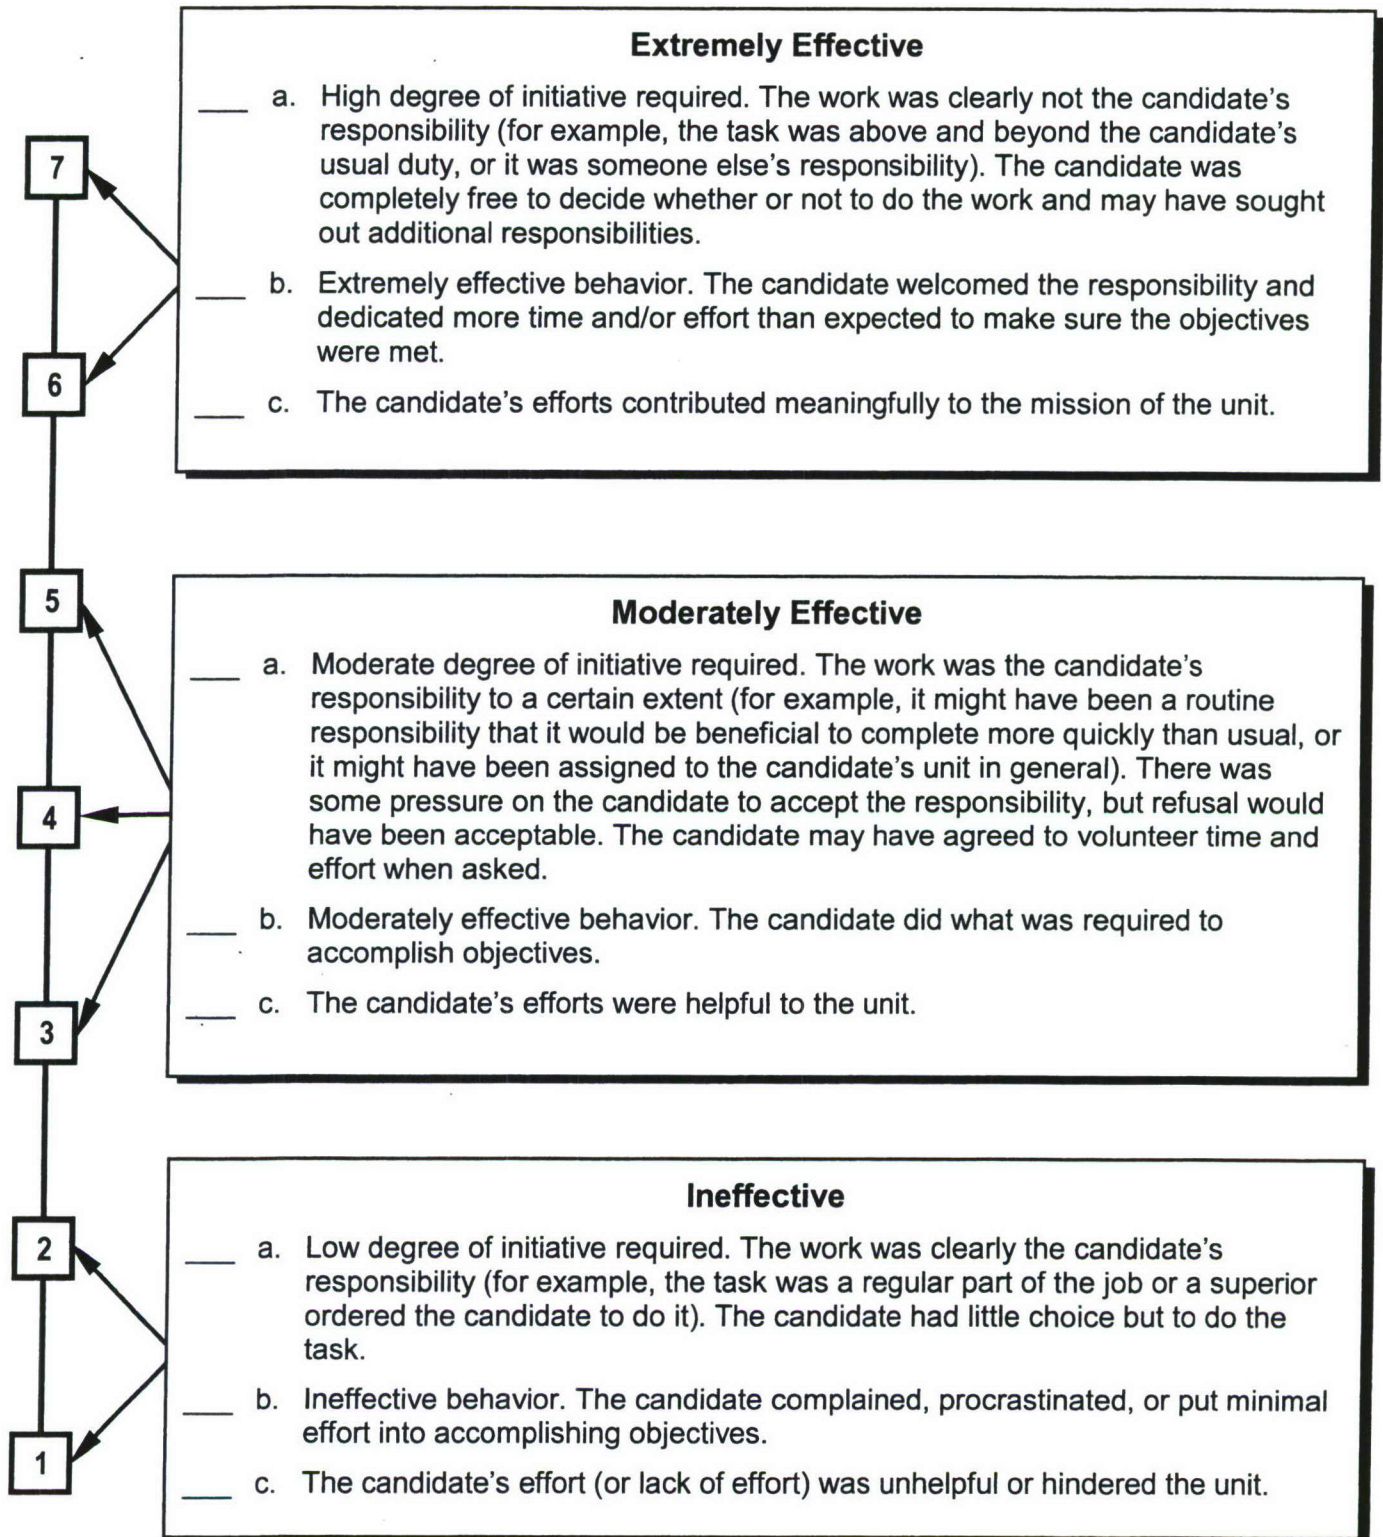 Extremely Effective
___ a. High degree of initiative required. The work was clearly not the candidate's
responsibility (for example, the task was above and beyond the candidate's
usual duty, or it was someone else's responsibility). The candidate was
completely free to decide whether or not to do the work and may have sought
out additional responsibilities.
___ b. Extremely effective behavior. The candidate welcomed the responsibility and
dedicated more time and/or effort than expected to make sure the objectives
were met.
___ c. The candidate's efforts contributed meaningfully to the mission of the unit.
7
6
Moderately Effective
___ a. Moderate degree of initiative required. The work was the candidate's
responsibility to a certain extent (for example, it might have been a routine
responsibility that it would be beneficial to complete more quickly than usual, or
it might have been assigned to the candidate's unit in general). There was
some pressure on the candidate to accept the responsibility, but refusal would
have been acceptable. The candidate may have agreed to volunteer time and
effort when asked.
___ b. Moderately effective behavior. The candidate did what was required to
accomplish objectives.
___ c. The candidate's efforts were helpful to the unit.
5
4
3
Ineffective
___ a. Low degree of initiative required. The work was clearly the candidate's
responsibility (for example, the task was a regular part of the job or a superior
ordered the candidate to do it). The candidate had little choice but to do the
task.
___ b. Ineffective behavior. The candidate complained, procrastinated, or put minimal
effort into accomplishing objectives.
___ c. The candidate's effort (or lack of effort) was unhelpful or hindered the unit.
2
1